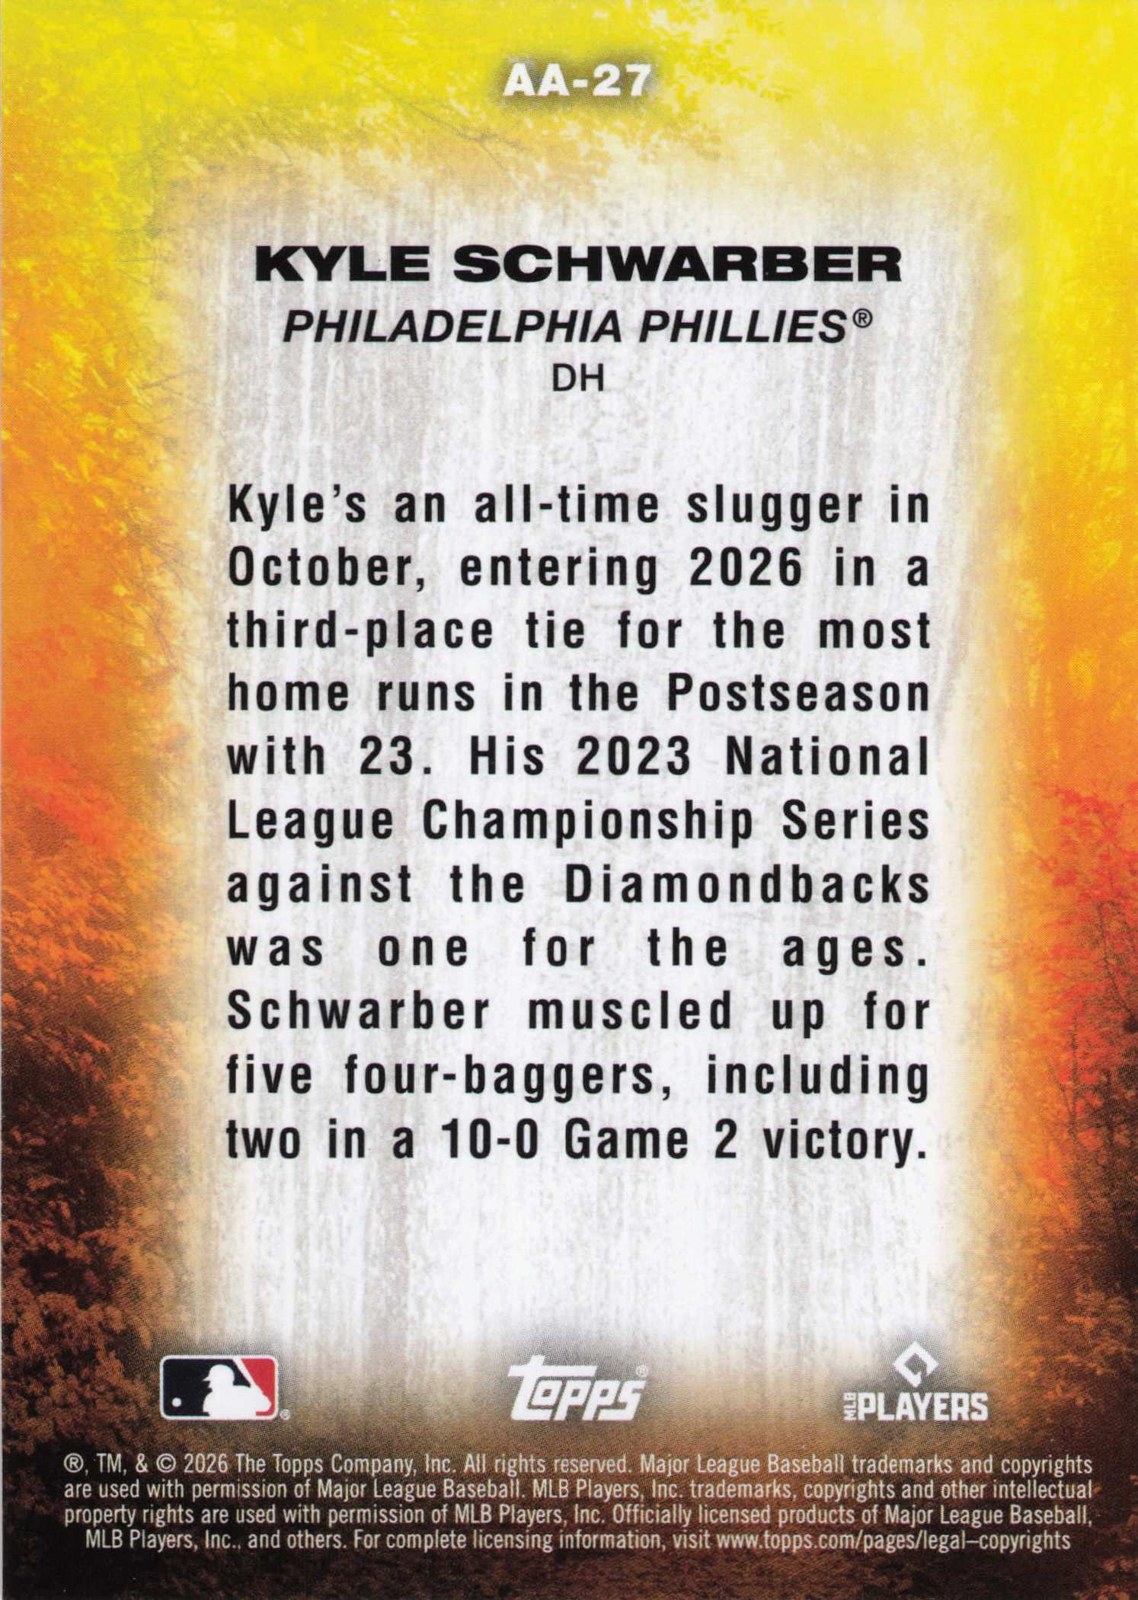 AA-27
KYLE SCHWARBER
PHILADELPHIA PHILLIES®
DH
Kyle's an all-time slugger in
October, entering 2026 in a
third-place tie for the most
home runs in the Postseason
with 23. His 2023 National
League Championship Series
against the Diamondbacks
was one for the ages.
Schwarber muscled up for
five four-baggers, including
two in a 10-0 Game 2 victory.
® topps® MLB PLAYERS
®, TM, & © 2026 The Topps Company, Inc. All rights reserved. Major League Baseball trademarks and copyrights
are used with permission of Major League Baseball. MLB Players, Inc. trademarks, copyrights and other intellectual
property rights are used with permission of MLB Players, Inc. Officially licensed products of Major League Baseball,
MLB Players, Inc., and others. For complete licensing information, visit www.topps.com/pages/legal–copyrights